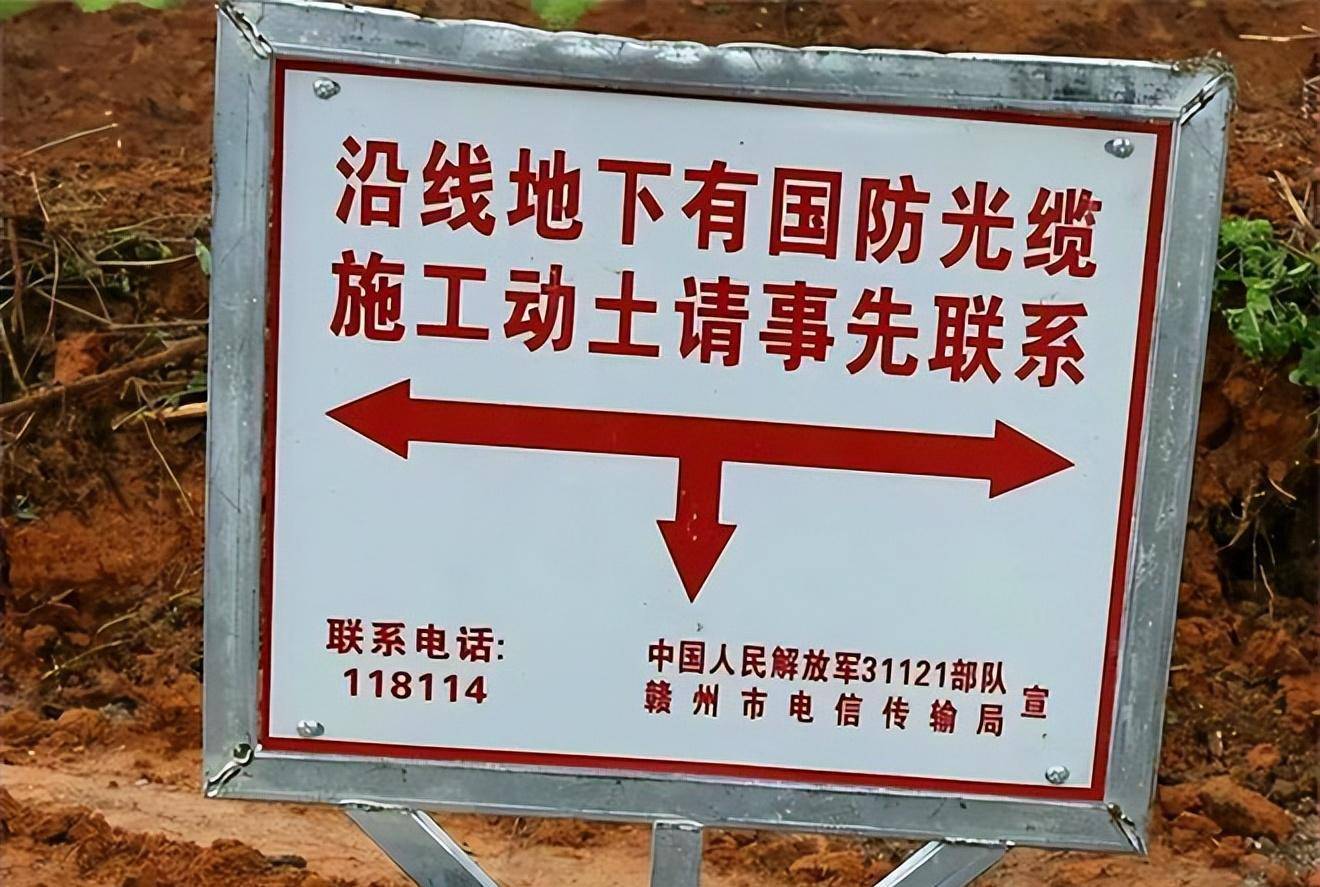 沿线地下有国防光缆
施工动土请事先联系
联系电话:
118114
中国人民解放军31121部队
赣州市电信传输局
宣